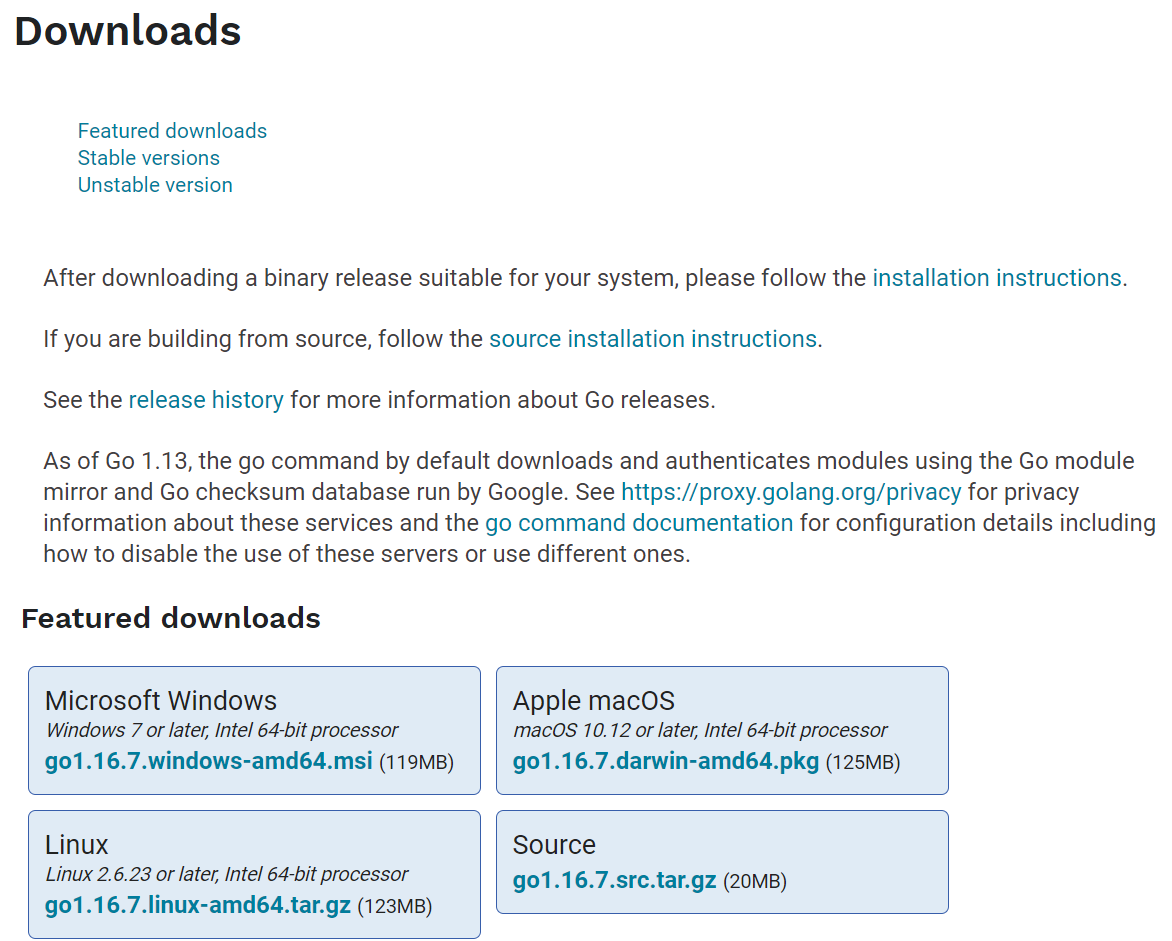 Downloads
Featured downloads
Stable versions
Unstable version
After downloading a binary release suitable for your system, please follow the installation instructions.
If you are building from source, follow the source installation instructions.
See the release history for more information about Go releases.
As of Go 1.13, the go command by default downloads and authenticates modules using the Go module
mirror and Go checksum database run by Google. See https://proxy.golang.org/privacy for privacy
information about these services and the go command documentation for configuration details including
how to disable the use of these servers or use different ones.
Featured downloads
Microsoft Windows
Windows 7 or later, Intel 64-bit processor
go1.16.7.windows-amd64.msi (119MB)
Apple macOS
macOS 10.12 or later, Intel 64-bit processor
go1.16.7.darwin-amd64.pkg (125MB)
Linux
Linux 2.6.23 or later, Intel 64-bit processor
go1.16.7.linux-amd64.tar.gz (123MB)
Source
go1.16.7.src.tar.gz (20MB)